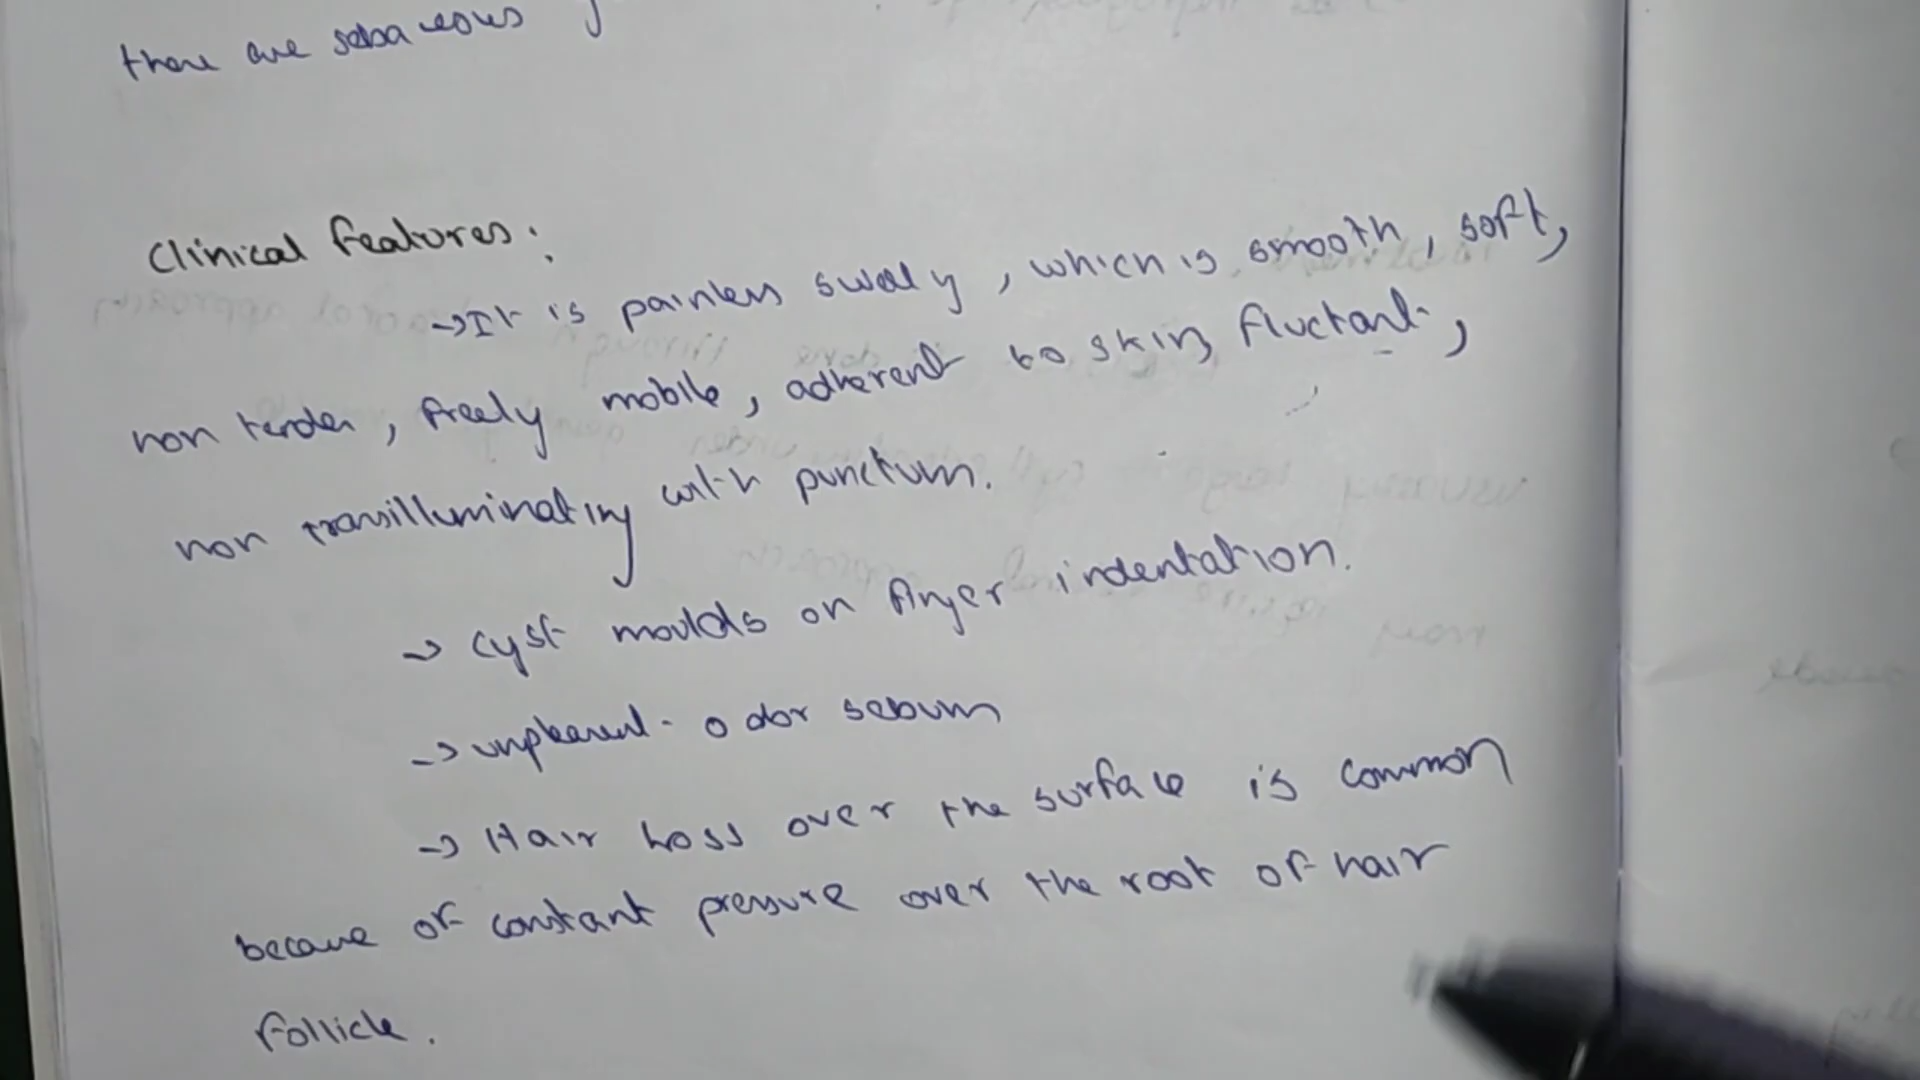 there are sebaceous
Clinical features:
→ It is painless swelly, which is smooth, soft,
non tender, freely mobile, adherent to skin, fluctant,
non transilluminating with punctum.
→ cyst moulds on finger indentation.
→ unpleasant odor sebum
→ Hair loss over the surface is common
because of constant pressure over the root of hair
follicle.